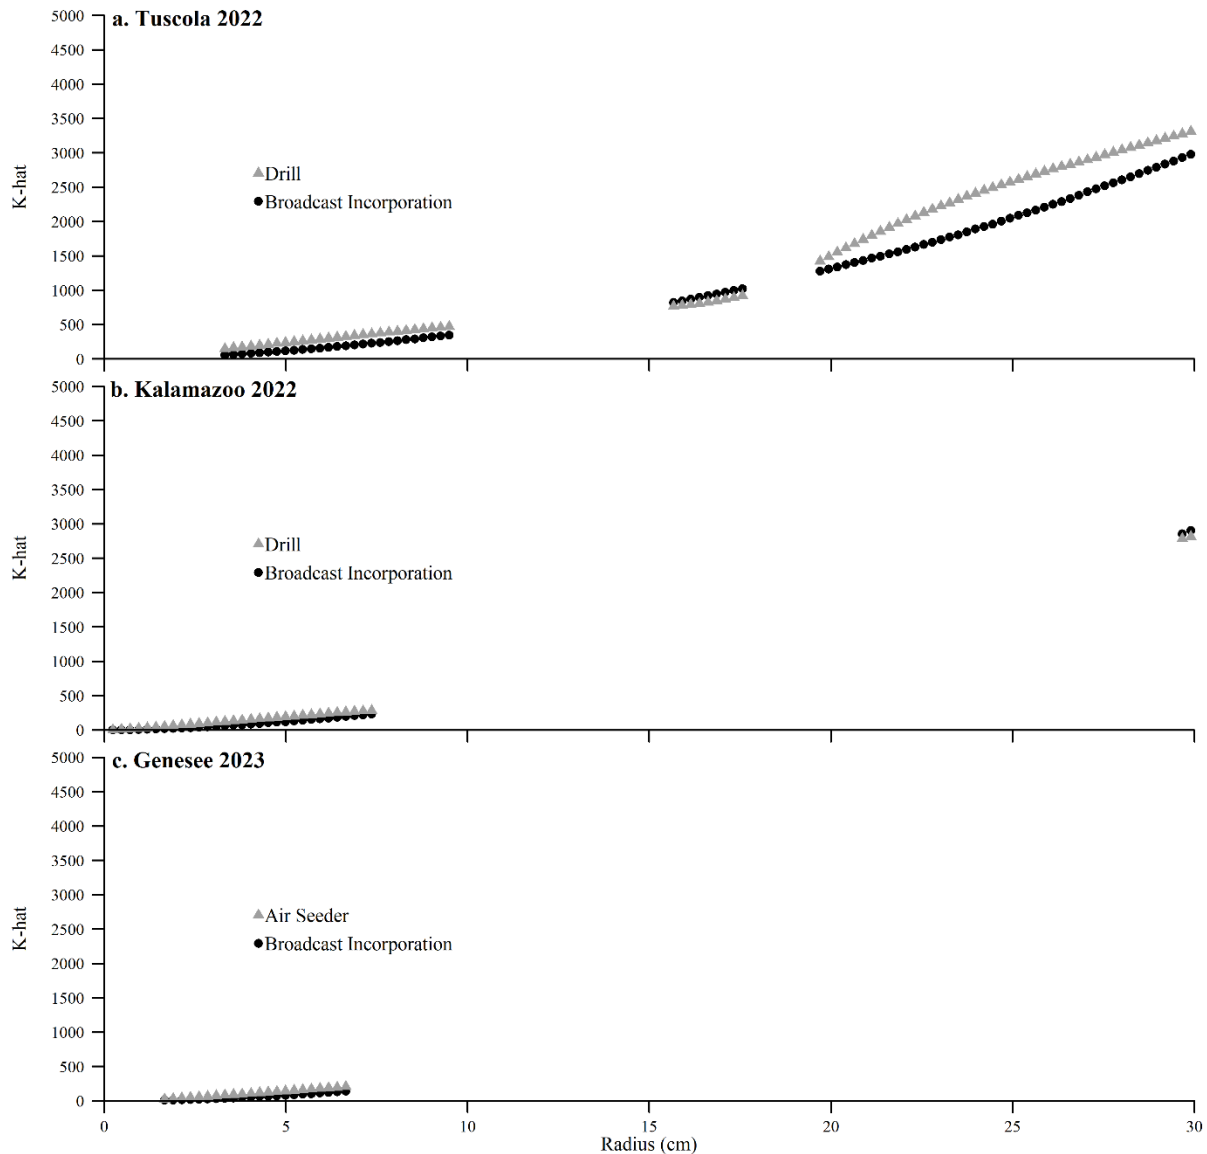 a. Tuscola 2022
5000
4500
4000
3500
3000
2500
2000
1500
1000
500
0
K-hat
Drill
Broadcast Incorporation
b. Kalamazoo 2022
5000
4500
4000
3500
3000
2500
2000
1500
1000
500
0
K-hat
Drill
Broadcast Incorporation
c. Genesee 2023
5000
4500
4000
3500
3000
2500
2000
1500
1000
500
0
K-hat
Air Seeder
Broadcast Incorporation
0 5 10 15 20 25 30
Radius (cm)